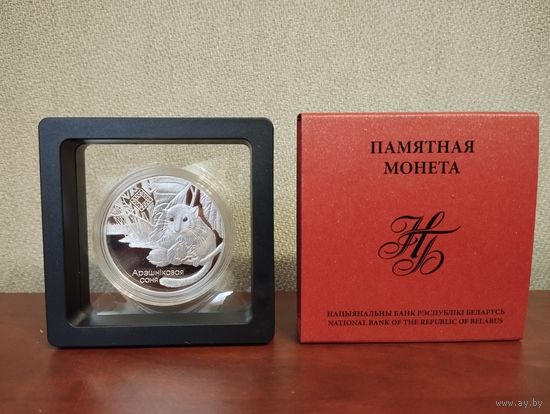 Арэшнікавая
соня
ПАМЯТНАЯ
МОНЕТА
НБ
НАЦЫЯНАЛЬНЫ БАНК РЭСПУБЛІКІ БЕЛАРУСЬ
NATIONAL BANK OF THE REPUBLIC OF BELARUS
www.ay.by